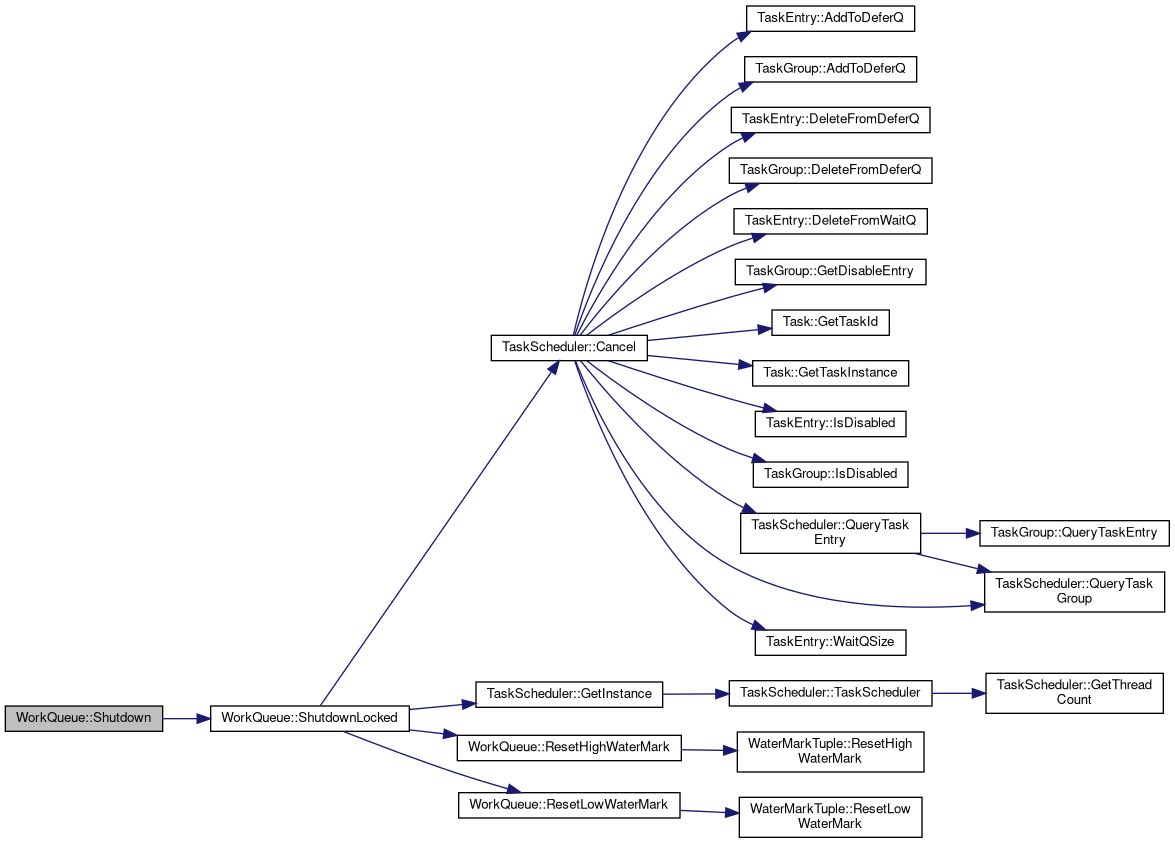 TaskEntry::AddToDeferQ
TaskGroup::AddToDeferQ
TaskEntry::DeleteFromDeferQ
TaskGroup::DeleteFromDeferQ
TaskEntry::DeleteFromWaitQ
TaskGroup::GetDisableEntry
Task::GetTaskId
TaskScheduler::Cancel
Task::GetTaskInstance
TaskEntry::IsDisabled
TaskGroup::IsDisabled
TaskScheduler::QueryTask
Entry
TaskGroup::QueryTaskEntry
TaskScheduler::QueryTask
Group
TaskEntry::WaitQSize
WorkQueue::Shutdown
WorkQueue::ShutdownLocked
TaskScheduler::GetInstance
TaskScheduler::TaskScheduler
TaskScheduler::GetThread
Count
WorkQueue::ResetHighWaterMark
WaterMarkTuple::ResetHigh
WaterMark
WorkQueue::ResetLowWaterMark
WaterMarkTuple::ResetLow
WaterMark